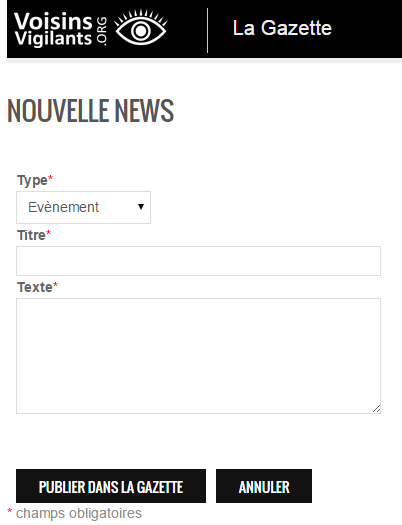 Voisins
Vigilants .ORG
La Gazette
NOUVELLE NEWS
Type*
Evènement
Titre*
Texte*
PUBLIER DANS LA GAZETTE ANNULER
* champs obligatoires